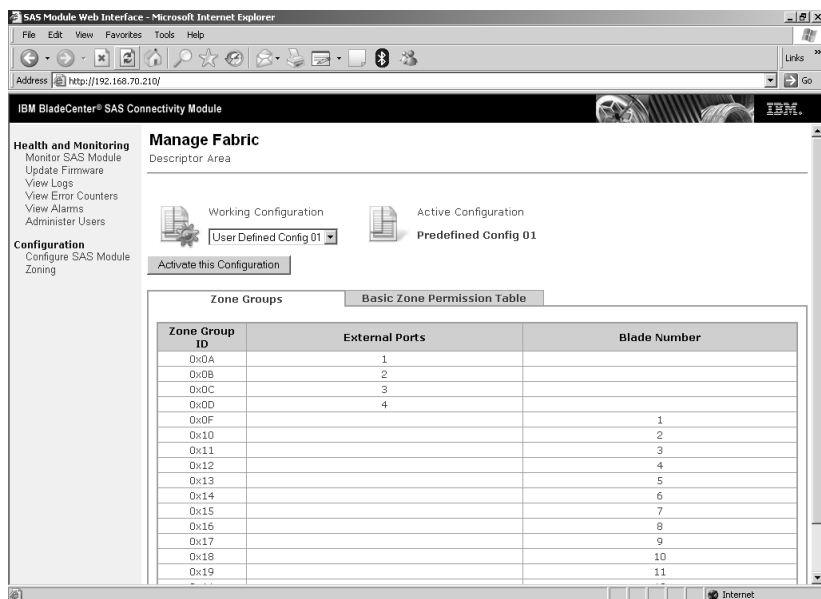 SAS Module Web Interface - Microsoft Internet Explorer
File Edit View Favorites Tools Help
Links »
Address http://192.168.70.210/ Go
IBM BladeCenter® SAS Connectivity Module IBM.
Health and Monitoring
Monitor SAS Module
Update Firmware
View Logs
View Error Counters
View Alarms
Administer Users
Configuration
Configure SAS Module
Zoning
Manage Fabric
Descriptor Area
Working Configuration Active Configuration
User Defined Config 01 Predefined Config 01
Activate this Configuration
Zone Groups Basic Zone Permission Table
Zone Group ID External Ports Blade Number
0x0A 1
0x0B 2
0x0C 3
0x0D 4
0x0F 1
0x10 2
0x11 3
0x12 4
0x13 5
0x14 6
0x15 7
0x16 8
0x17 9
0x18 10
0x19 11
Internet